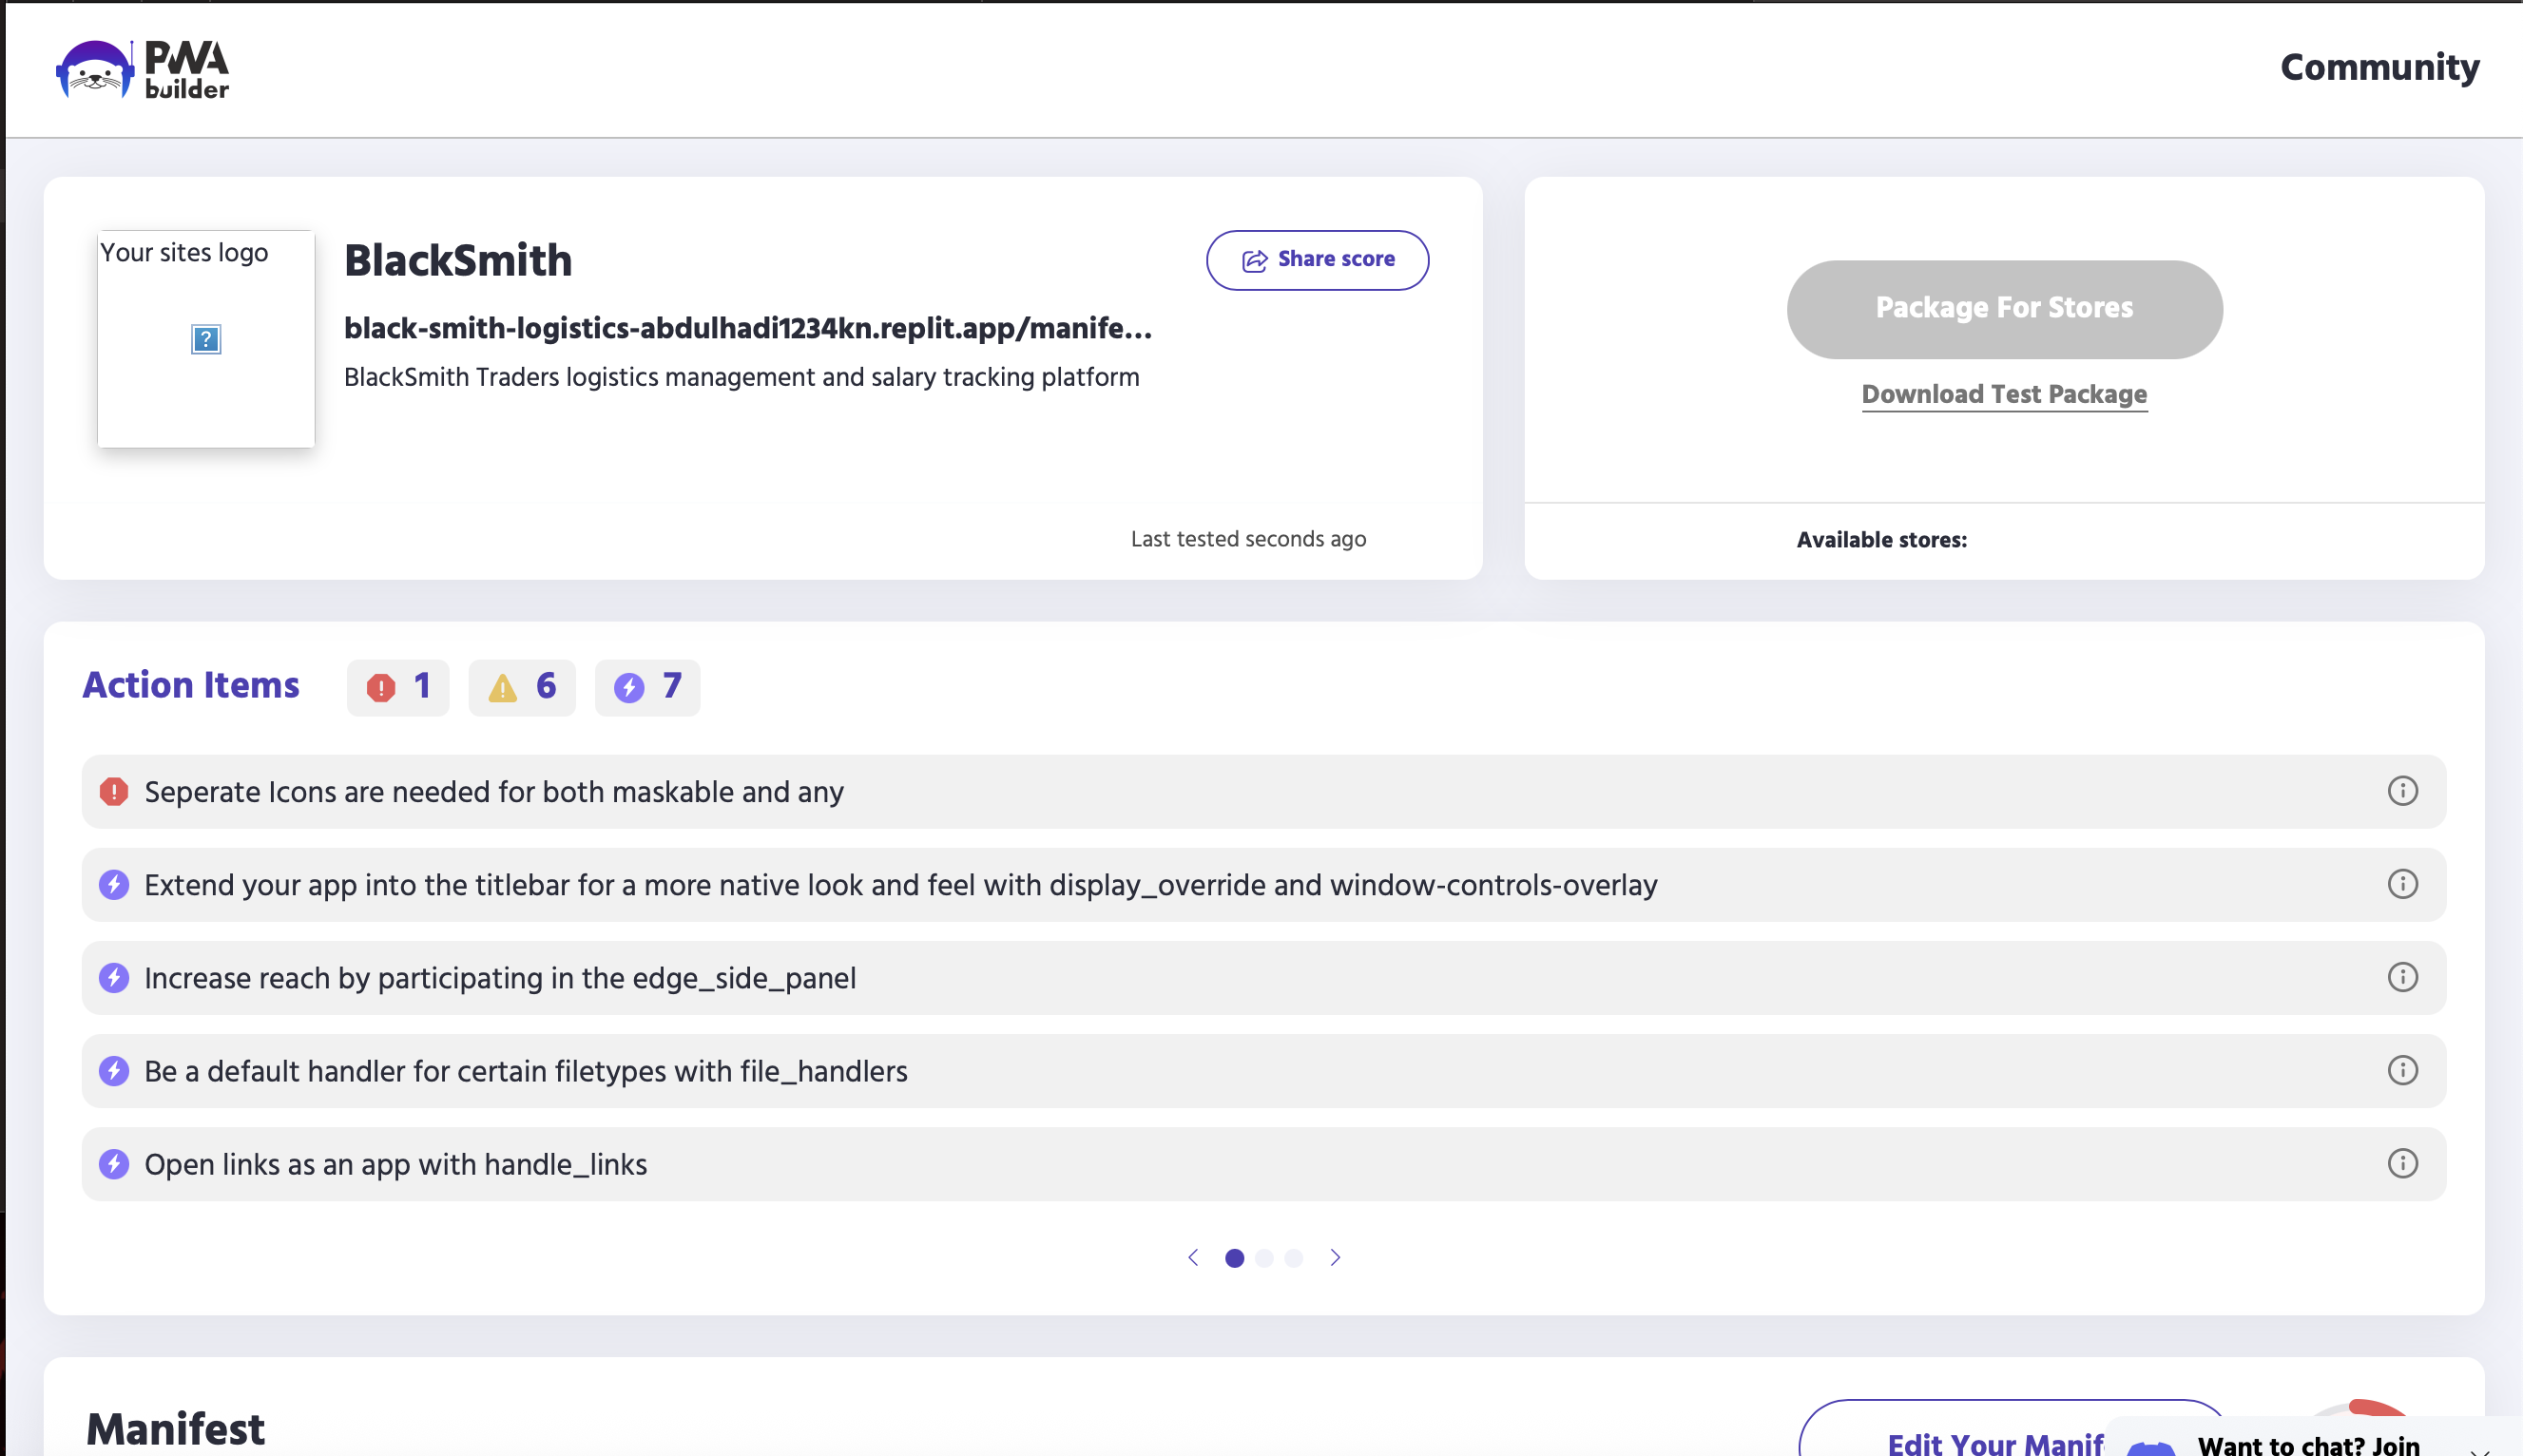 PWA
builder
Community
Your sites logo
BlackSmith
Share score
black-smith-logistics-abdulhadi1234kn.replit.app/manife...
BlackSmith Traders logistics management and salary tracking platform
Last tested seconds ago
Package For Stores
Download Test Package
Available stores:
Action Items
1
6
7
Seperate Icons are needed for both maskable and any
Extend your app into the titlebar for a more native look and feel with display_override and window-controls-overlay
Increase reach by participating in the edge_side_panel
Be a default handler for certain filetypes with file_handlers
Open links as an app with handle_links
Manifest
Edit Your Manif
Want to chat? Join